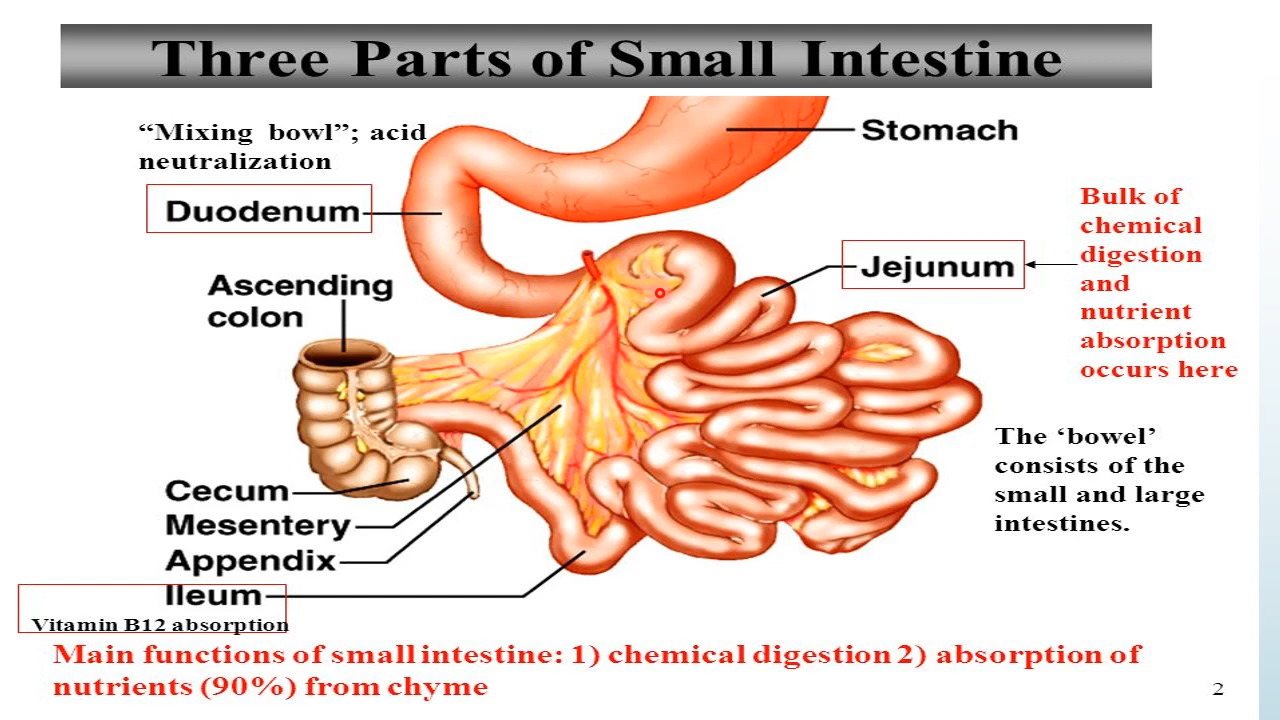 Three Parts of Small Intestine
“Mixing bowl”; acid
neutralization
Stomach
Duodenum
Bulk of
chemical
digestion
and
nutrient
absorption
occurs here
Jejunum
Ascending
colon
The ‘bowel’
consists of the
small and large
intestines.
Cecum
Mesentery
Appendix
Ileum
Vitamin B12 absorption
Main functions of small intestine: 1) chemical digestion 2) absorption of
nutrients (90%) from chyme
2